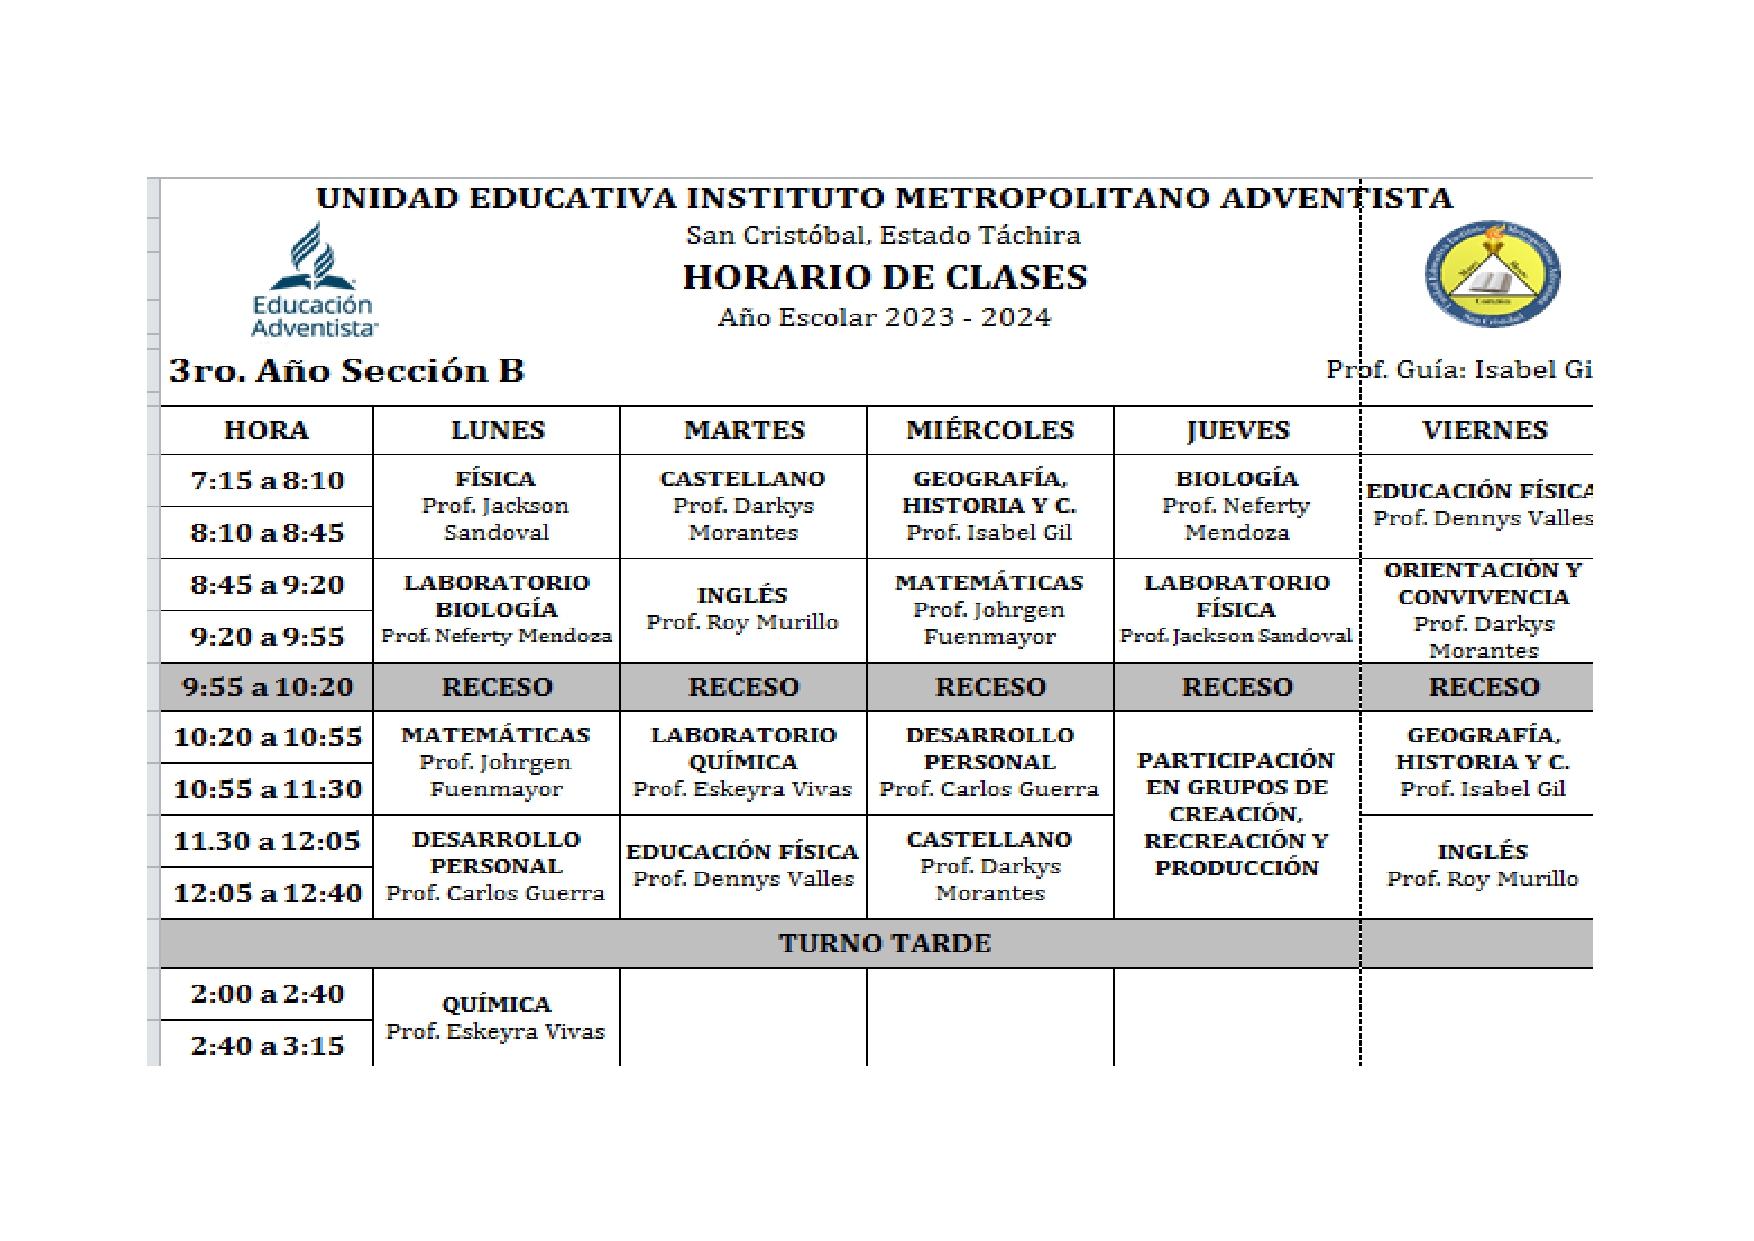 UNIDAD EDUCATIVA INSTITUTO METROPOLITANO ADVENTISTA
San Cristóbal, Estado Táchira
HORARIO DE CLASES
Año Escolar 2023 - 2024
Educación
Adventista
3ro. Año Sección B
Prof. Guía: Isabel Gi
HORA LUNES MARTES MIÉRCOLES JUEVES VIERNES
7:15 a 8:10
8:10 a 8:45
FÍSICA
Prof. Jackson
Sandoval
CASTELLANO
Prof. Darkys
Morantes
GEOGRAFÍA,
HISTORIA Y C.
Prof. Isabel Gil
BIOLOGÍA
Prof. Neferty
Mendoza
EDUCACIÓN FÍSICA
Prof. Dennys Valles
8:45 a 9:20
9:20 a 9:55
LABORATORIO
BIOLOGÍA
Prof. Neferty Mendoza
INGLÉS
Prof. Roy Murillo
MATEMÁTICAS
Prof. Johrgen
Fuenmayor
LABORATORIO
FÍSICA
Prof. Jackson Sandoval
ORIENTACIÓN Y
CONVIVENCIA
Prof. Darkys
Morantes
9:55 a 10:20 RECESO RECESO RECESO RECESO RECESO
10:20 a 10:55
10:55 a 11:30
MATEMÁTICAS
Prof. Johrgen
Fuenmayor
LABORATORIO
QUÍMICA
Prof. Eskeyra Vivas
DESARROLLO
PERSONAL
Prof. Carlos Guerra
PARTICIPACIÓN
EN GRUPOS DE
CREACIÓN,
RECREACIÓN Y
PRODUCCIÓN
GEOGRAFÍA,
HISTORIA Y C.
Prof. Isabel Gil
11.30 a 12:05
12:05 a 12:40
DESARROLLO
PERSONAL
Prof. Carlos Guerra
EDUCACIÓN FÍSICA
Prof. Dennys Valles
CASTELLANO
Prof. Darkys
Morantes
INGLÉS
Prof. Roy Murillo
TURNO TARDE
2:00 a 2:40
2:40 a 3:15
QUÍMICA
Prof. Eskeyra Vivas